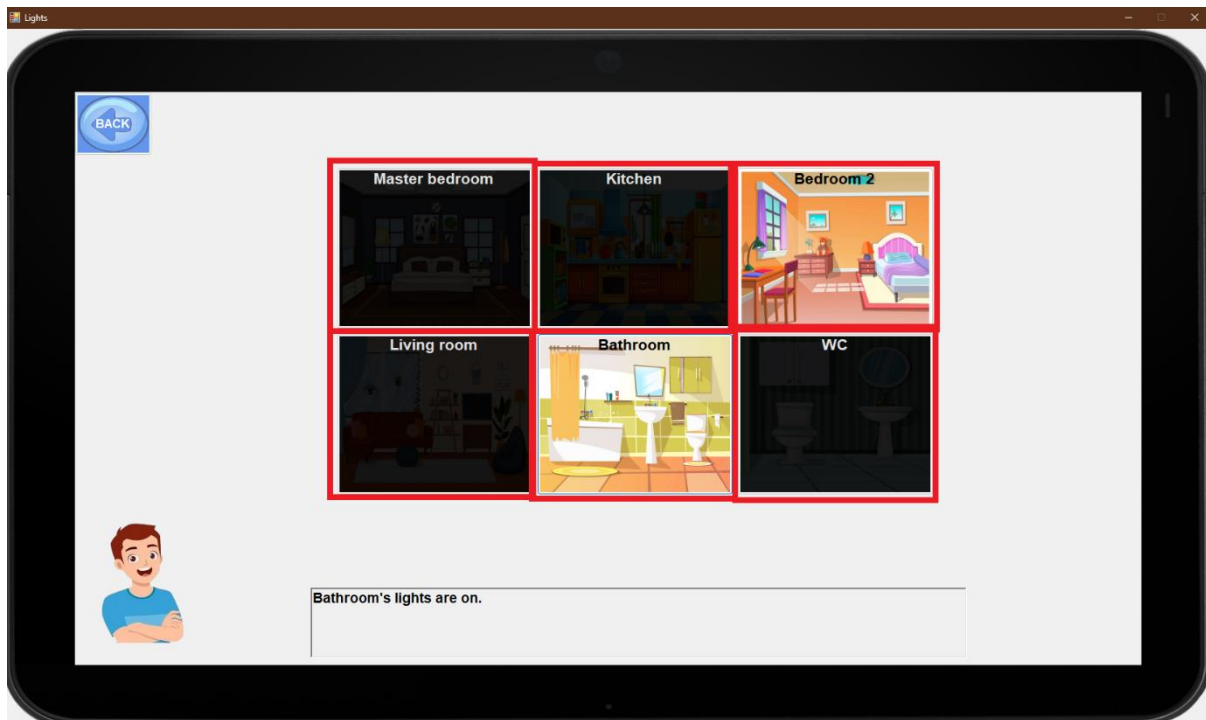 Lights
BACK
Master bedroom
Kitchen
Bedroom 2
Living room
Bathroom
WC
Bathroom's lights are on.